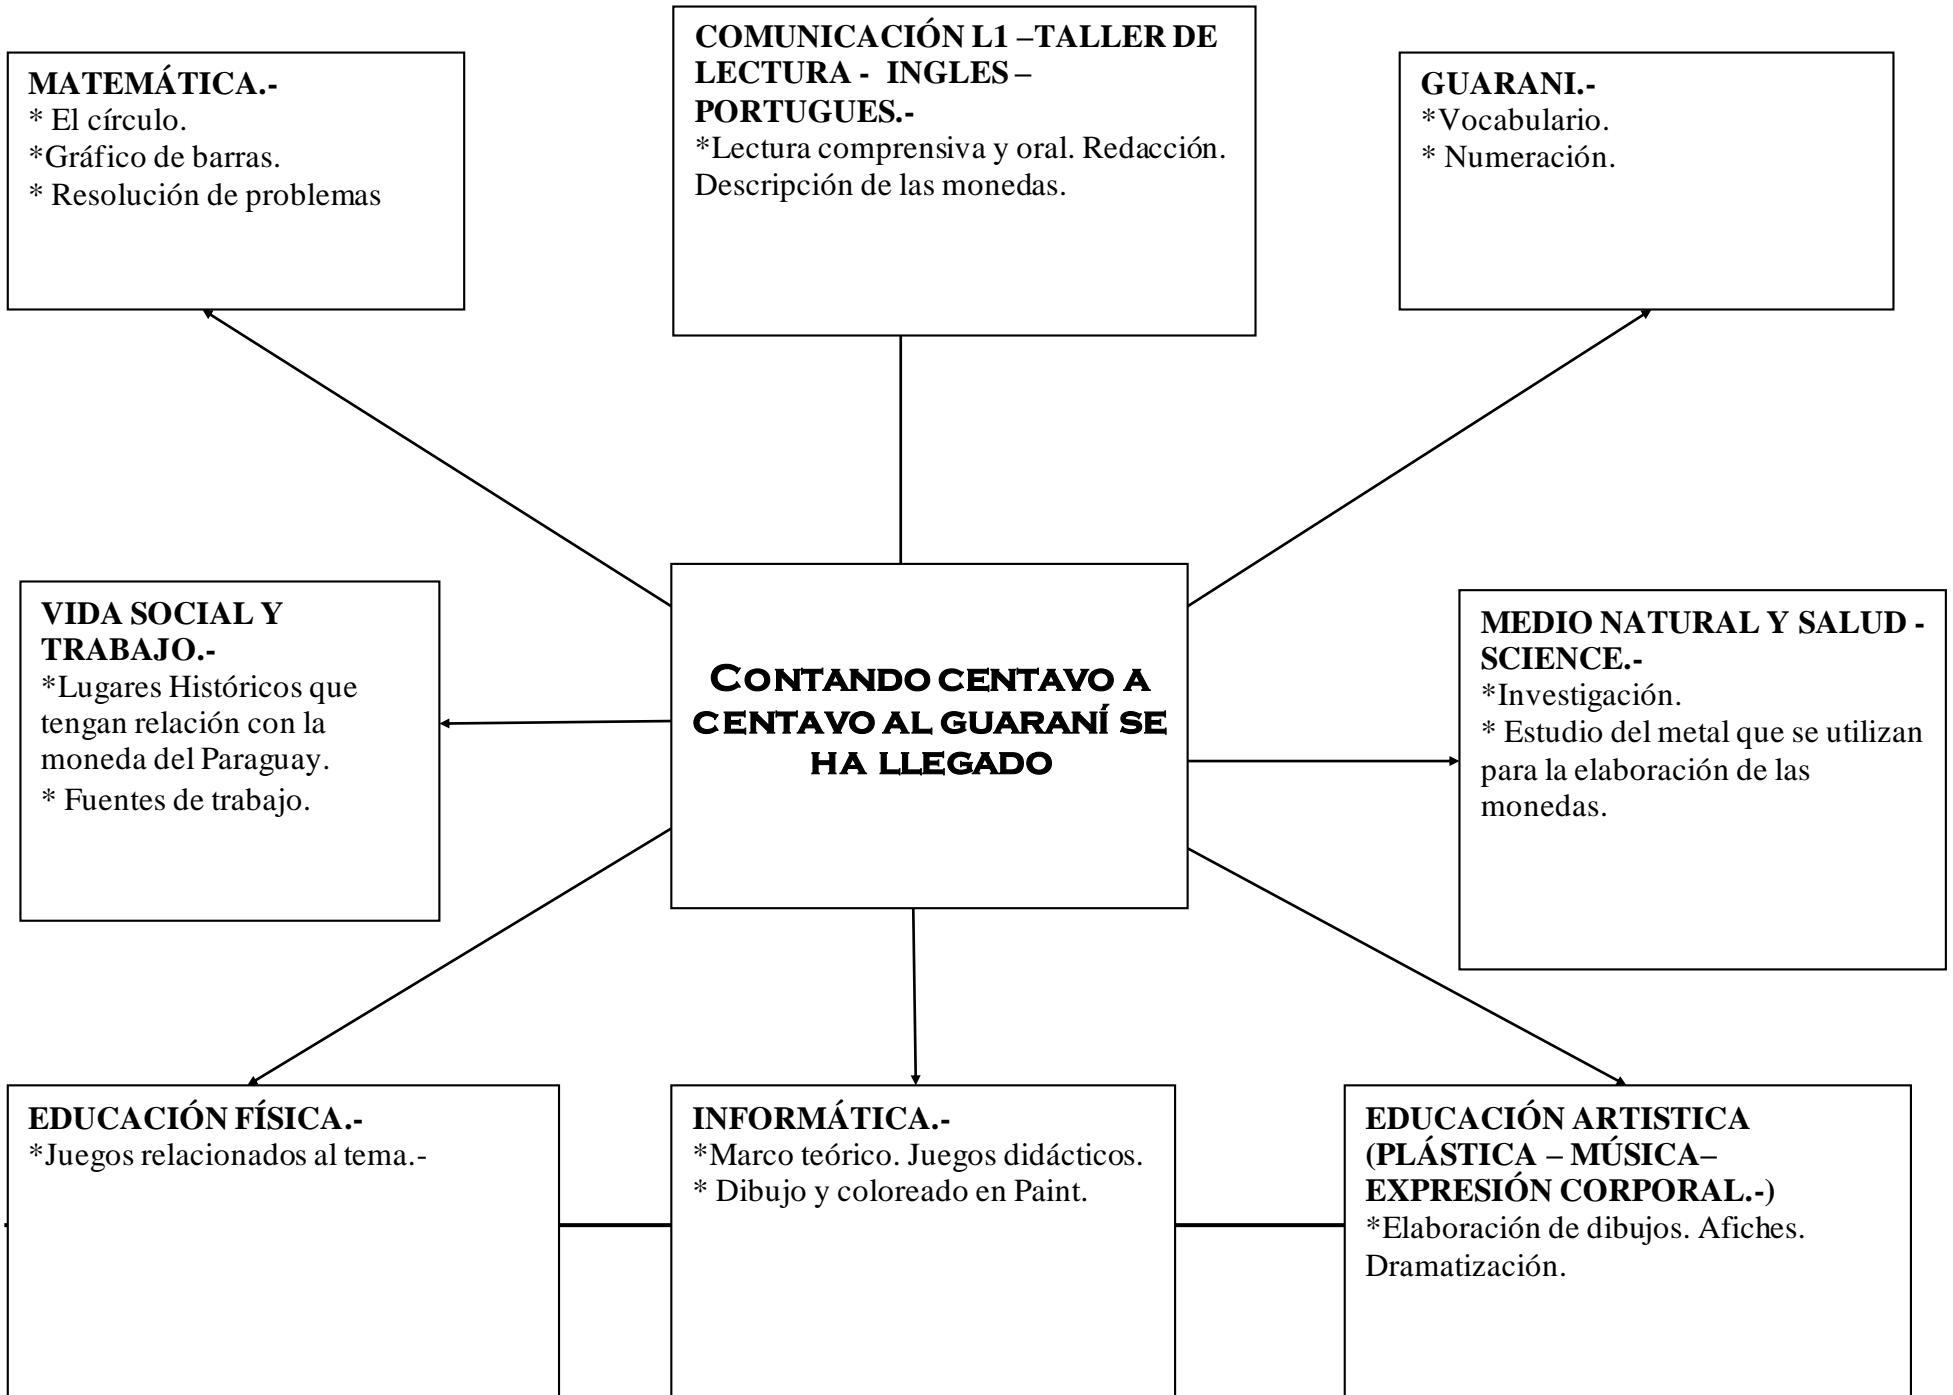 MATEMÁTICA.-
* El círculo.
*Gráfico de barras.
* Resolución de problemas
COMUNICACIÓN L1 –TALLER DE
LECTURA - INGLES –
PORTUGUES.-
*Lectura comprensiva y oral. Redacción.
Descripción de las monedas.
GUARANI.-
*Vocabulario.
* Numeración.
VIDA SOCIAL Y
TRABAJO.-
*Lugares Históricos que
tengan relación con la
moneda del Paraguay.
* Fuentes de trabajo.
CONTANDO CENTAVO A
CENTAVO AL GUARANÍ SE
HA LLEGADO
MEDIO NATURAL Y SALUD -
SCIENCE.-
*Investigación.
* Estudio del metal que se utilizan
para la elaboración de las
monedas.
EDUCACIÓN FÍSICA.-
*Juegos relacionados al tema.-
INFORMÁTICA.-
*Marco teórico. Juegos didácticos.
* Dibujo y coloreado en Paint.
EDUCACIÓN ARTISTICA
(PLÁSTICA – MÚSICA–
EXPRESIÓN CORPORAL.-)
*Elaboración de dibujos. Afiches.
Dramatización.